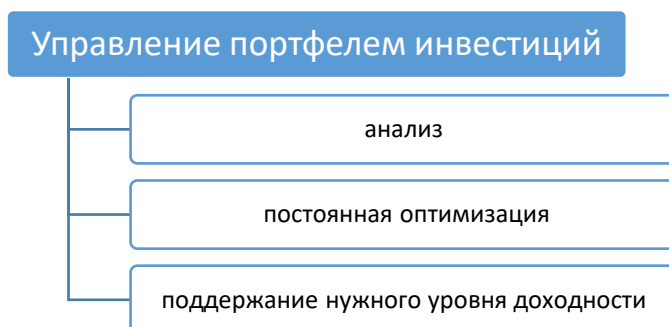 Управление портфелем инвестиций
анализ
постоянная оптимизация
поддержание нужного уровня доходности